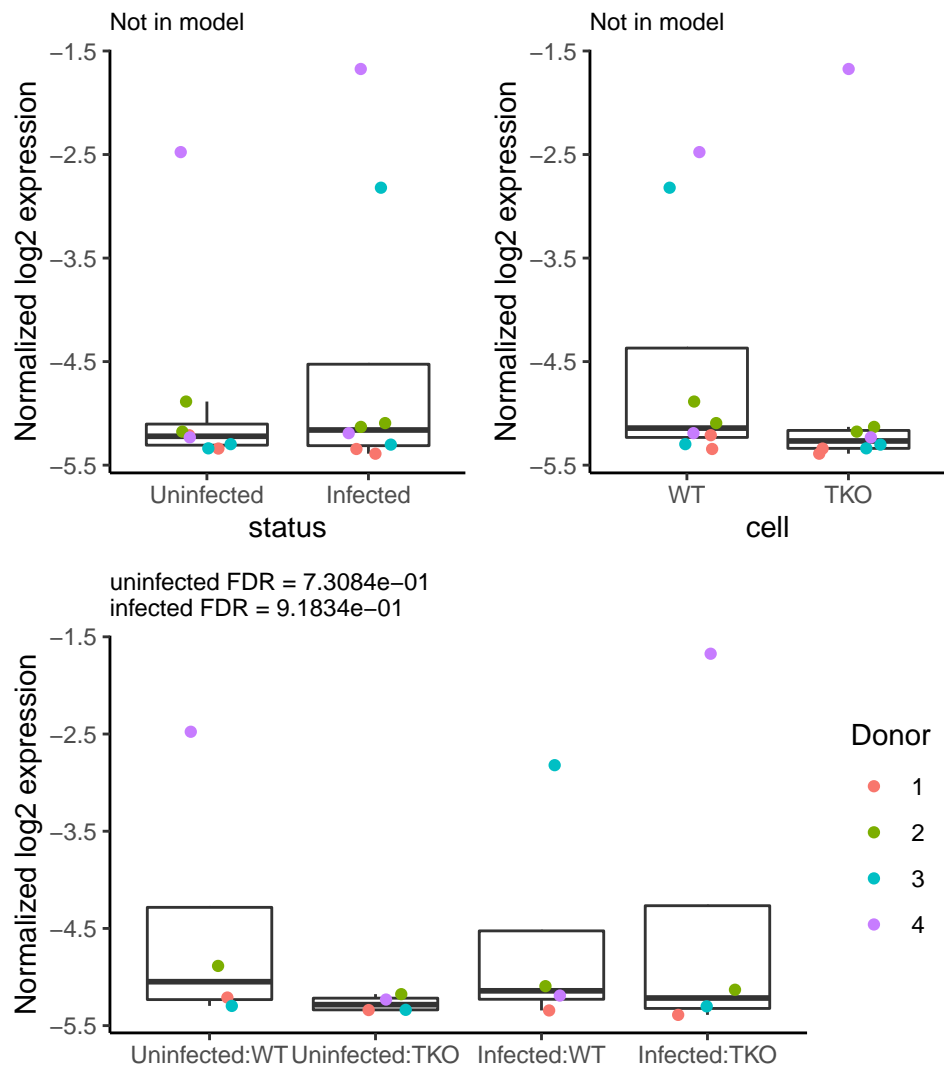 Not in model
Normalized log2 expression
−1.5
−2.5
−3.5
−4.5
−5.5
Uninfected
Infected
status
Not in model
Normalized log2 expression
−1.5
−2.5
−3.5
−4.5
−5.5
WT
TKO
cell
uninfected FDR = 7.3084e−01
infected FDR = 9.1834e−01
Normalized log2 expression
−1.5
−2.5
−3.5
−4.5
−5.5
Uninfected:WT
Uninfected:TKO
Infected:WT
Infected:TKO
Donor
1
2
3
4